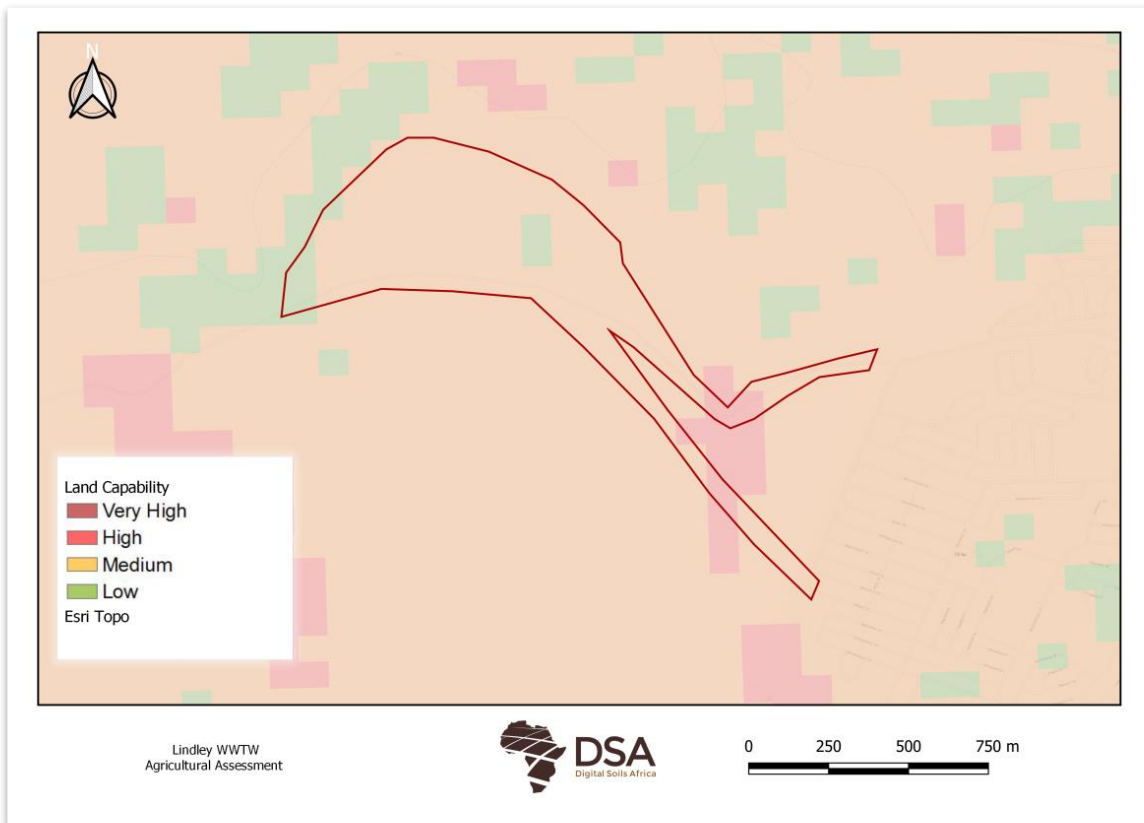 N
Land Capability
Very High
High
Medium
Low
Esri Topo
Lindley WWTW
Agricultural Assessment
DSA
Digital Soils Africa
0 250 500 750 m